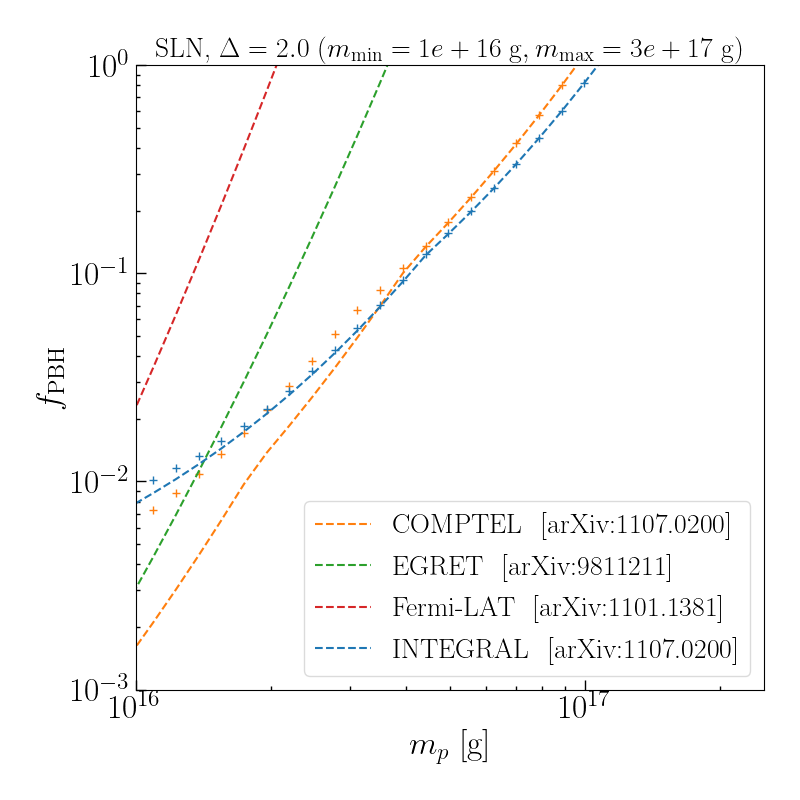 SLN, Δ = 2.0 (m_min = 1e + 16 g, m_max = 3e + 17 g)
10^0
10^−1
f_PBH
10^−2
10^−3
COMPTEL [arXiv:1107.0200]
EGRET [arXiv:9811211]
Fermi-LAT [arXiv:1101.1381]
INTEGRAL [arXiv:1107.0200]
10^16 10^17
m_p [g]